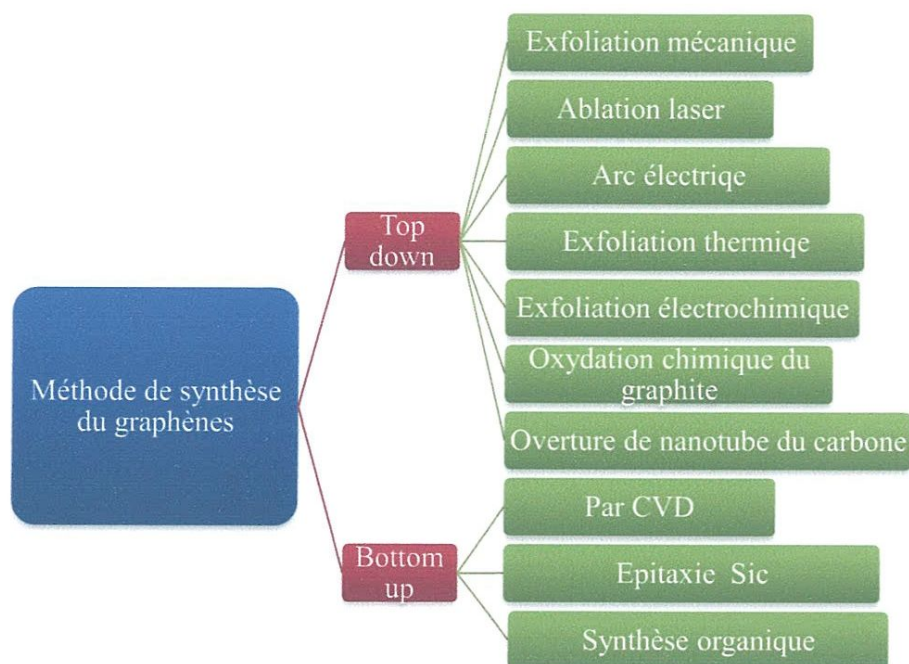 Méthode de synthèse
du graphènes
Top
down
Exfoliation mécanique
Ablation laser
Arc électriqe
Exfoliation thermiqe
Exfoliation électrochimique
Oxydation chimique du
graphite
Overture de nanotube du carbone
Bottom
up
Par CVD
Epitaxie Sic
Synthèse organique